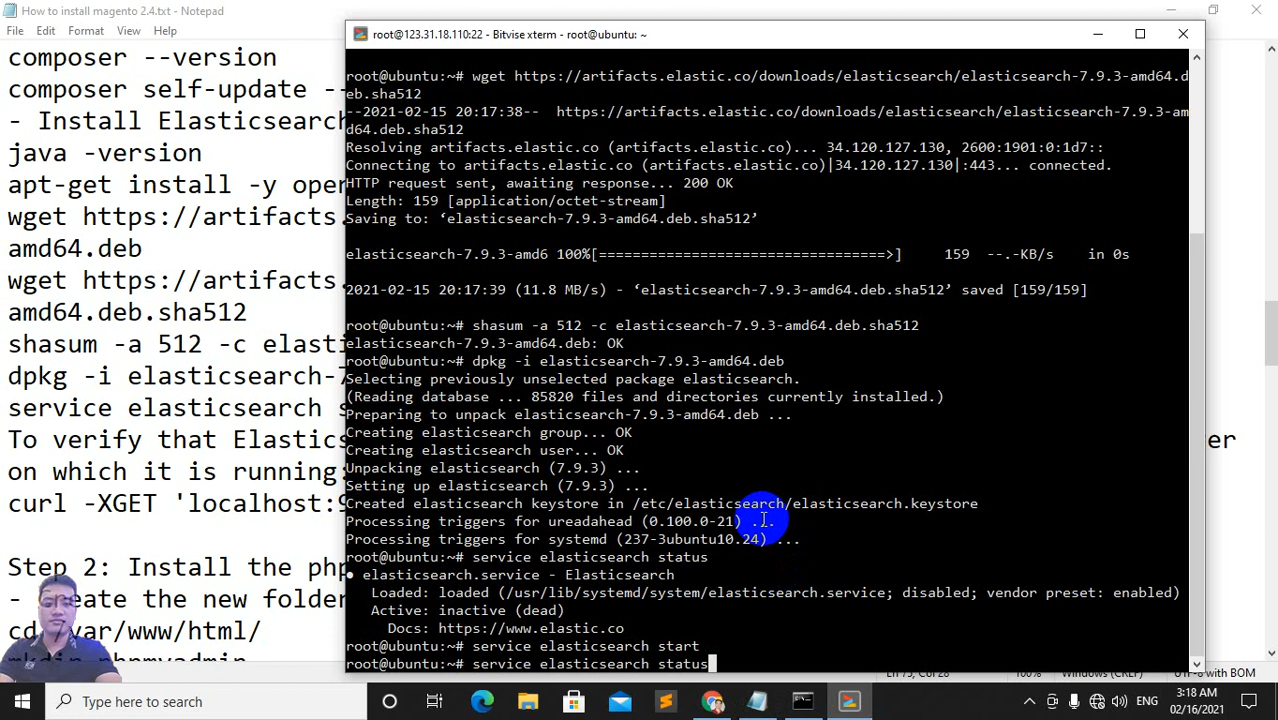 How to install magento 2.4.txt - Notepad
File Edit Format View Help
composer --version
composer self-update --
- Install Elasticsearch
java -version
apt-get install -y open
wget https://artifacts.
amd64.deb
wget https://artifacts.
amd64.deb.sha512
shasum -a 512 -c elasti
dpkg -i elasticsearch-7
service elasticsearch s
To verify that Elastics
er
on which it is running:
curl -XGET 'localhost:9
Step 2: Install the php
- Create the new folder
cd /var/www/html/
mkdir phpmyadmin
root@123.31.18.110:22 - Bitvise xterm - root@ubuntu: ~
root@ubuntu:~# wget https://artifacts.elastic.co/downloads/elasticsearch/elasticsearch-7.9.3-amd64.d
eb.sha512
--2021-02-15 20:17:38--  https://artifacts.elastic.co/downloads/elasticsearch/elasticsearch-7.9.3-am
d64.deb.sha512
Resolving artifacts.elastic.co (artifacts.elastic.co)... 34.120.127.130, 2600:1901:0:1d7::
Connecting to artifacts.elastic.co (artifacts.elastic.co)|34.120.127.130|:443... connected.
HTTP request sent, awaiting response... 200 OK
Length: 159 [application/octet-stream]
Saving to: ‘elasticsearch-7.9.3-amd64.deb.sha512’
elasticsearch-7.9.3-amd6 100%[==================================>]     159  --.-KB/s    in 0s
2021-02-15 20:17:39 (11.8 MB/s) - ‘elasticsearch-7.9.3-amd64.deb.sha512’ saved [159/159]
root@ubuntu:~# shasum -a 512 -c elasticsearch-7.9.3-amd64.deb.sha512
elasticsearch-7.9.3-amd64.deb: OK
root@ubuntu:~# dpkg -i elasticsearch-7.9.3-amd64.deb
Selecting previously unselected package elasticsearch.
(Reading database ... 85820 files and directories currently installed.)
Preparing to unpack elasticsearch-7.9.3-amd64.deb ...
Creating elasticsearch group... OK
Creating elasticsearch user... OK
Unpacking elasticsearch (7.9.3) ...
Setting up elasticsearch (7.9.3) ...
Created elasticsearch keystore in /etc/elasticsearch/elasticsearch.keystore
Processing triggers for ureadahead (0.100.0-21) ...
Processing triggers for systemd (237-3ubuntu10.24) ...
root@ubuntu:~# service elasticsearch status
● elasticsearch.service - Elasticsearch
Loaded: loaded (/usr/lib/systemd/system/elasticsearch.service; disabled; vendor preset: enabled)
Active: inactive (dead)
Docs: https://www.elastic.co
root@ubuntu:~# service elasticsearch start
root@ubuntu:~# service elasticsearch status
Type here to search
ENG
3:18 AM
02/16/2021